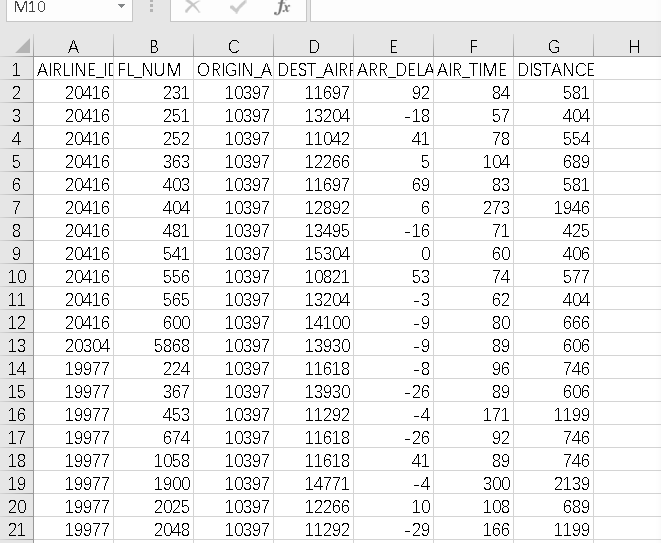 M10 fx
A B C D E F G H
1 AIRLINE_ID FL_NUM ORIGIN_A DEST_AIRF ARR_DELA AIR_TIME DISTANCE
2 20416 231 10397 11697 92 84 581
3 20416 251 10397 13204 -18 57 404
4 20416 252 10397 11042 41 78 554
5 20416 363 10397 12266 5 104 689
6 20416 403 10397 11697 69 83 581
7 20416 404 10397 12892 6 273 1946
8 20416 481 10397 13495 -16 71 425
9 20416 541 10397 15304 0 60 406
10 20416 556 10397 10821 53 74 577
11 20416 565 10397 13204 -3 62 404
12 20416 600 10397 14100 -9 80 666
13 20304 5868 10397 13930 -9 89 606
14 19977 224 10397 11618 -8 96 746
15 19977 367 10397 13930 -26 89 606
16 19977 453 10397 11292 -4 171 1199
17 19977 674 10397 11618 -26 92 746
18 19977 1058 10397 11618 41 89 746
19 19977 1900 10397 14771 -4 300 2139
20 19977 2025 10397 12266 10 108 689
21 19977 2048 10397 11292 -29 166 1199